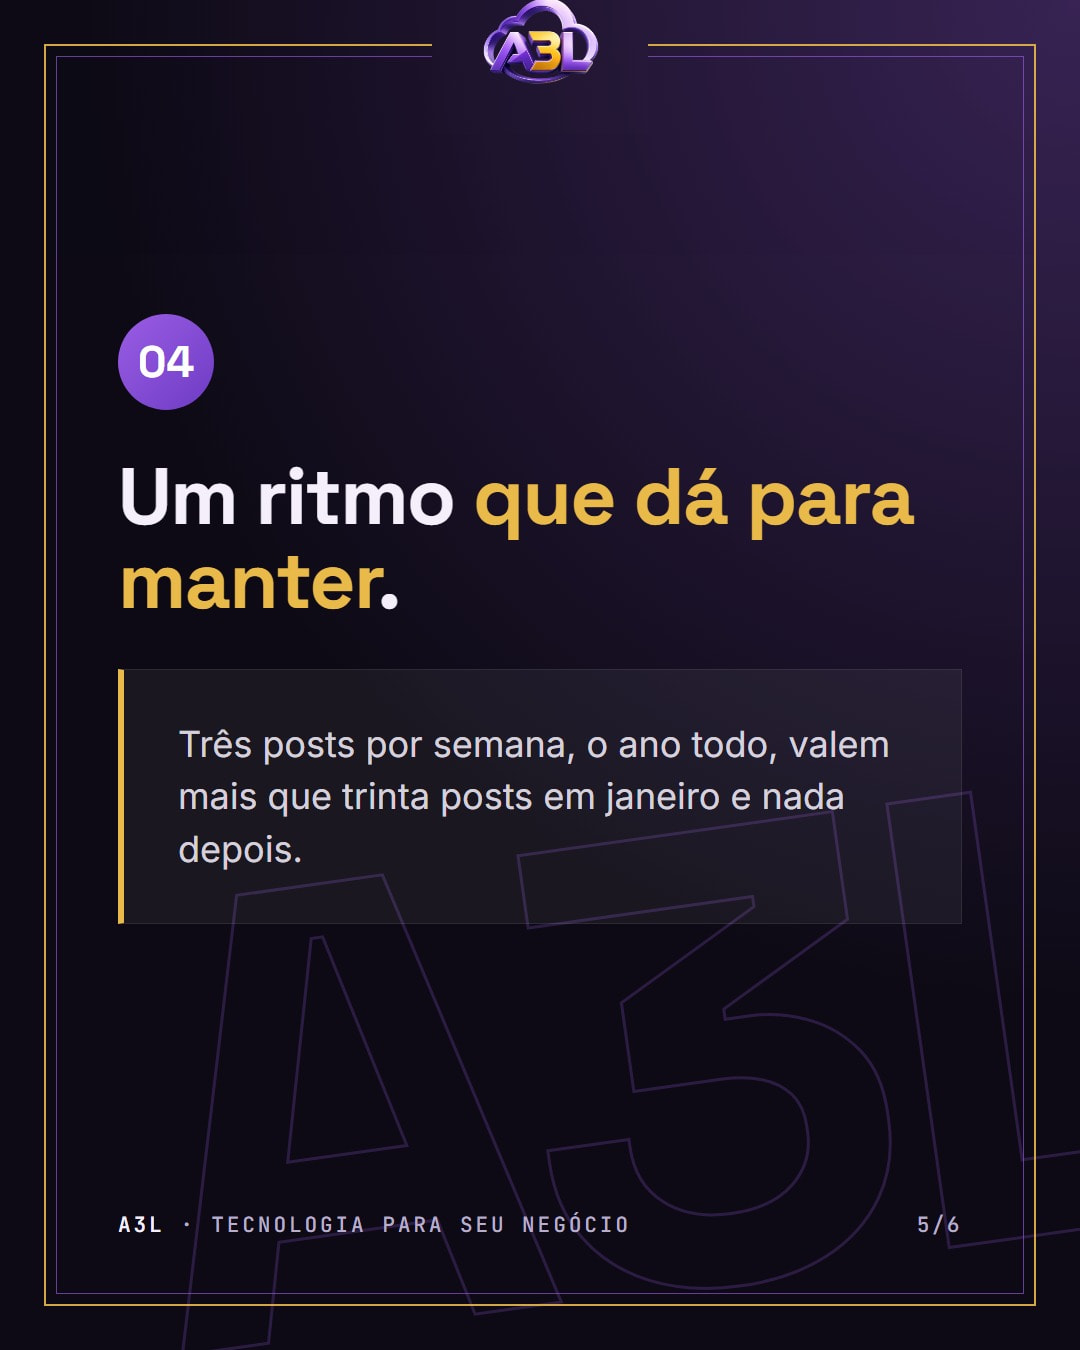 A3L
04
Um ritmo que dá para
manter.
Três posts por semana, o ano todo, valem
mais que trinta posts em janeiro e nada
depois.
A3L
A3L · TECNOLOGIA PARA SEU NEGÓCIO
5/6